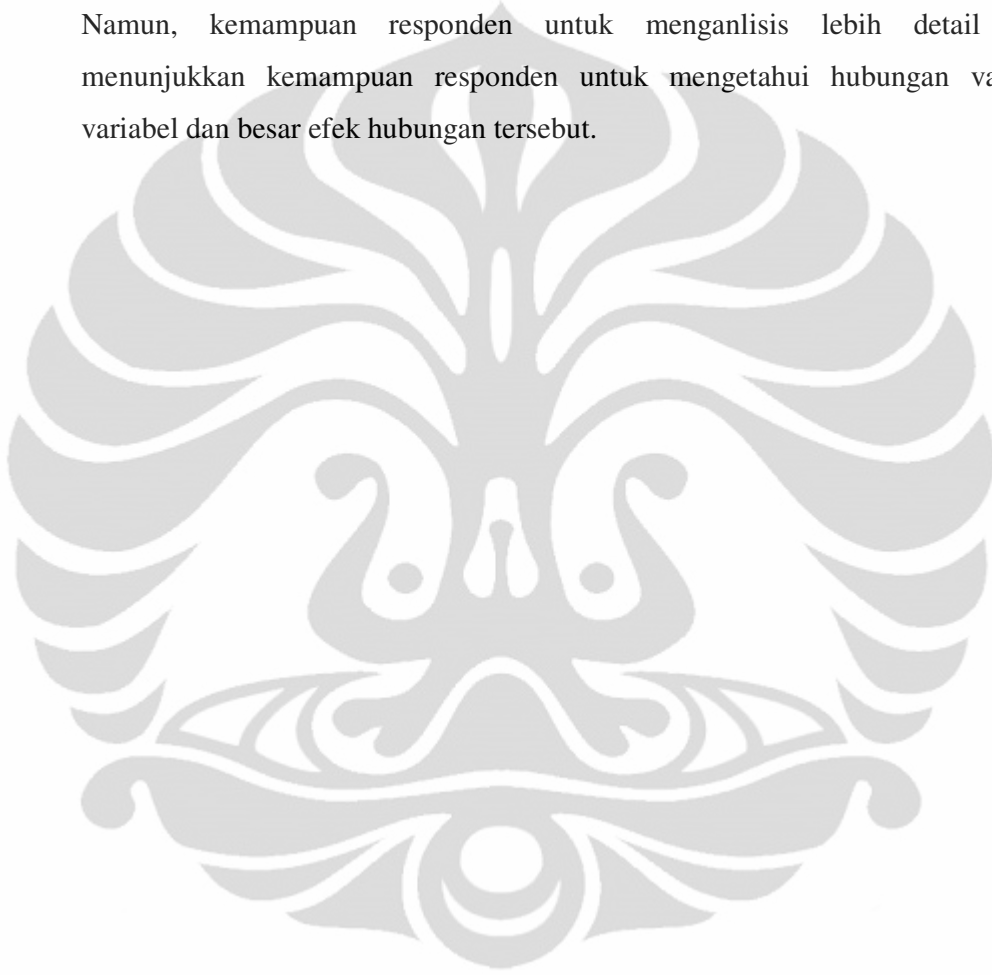 Namun, kemampuan responden untuk menganlisis lebih detail
menunjukkan kemampuan responden untuk mengetahui hubungan
variabel dan besar efek hubungan tersebut.